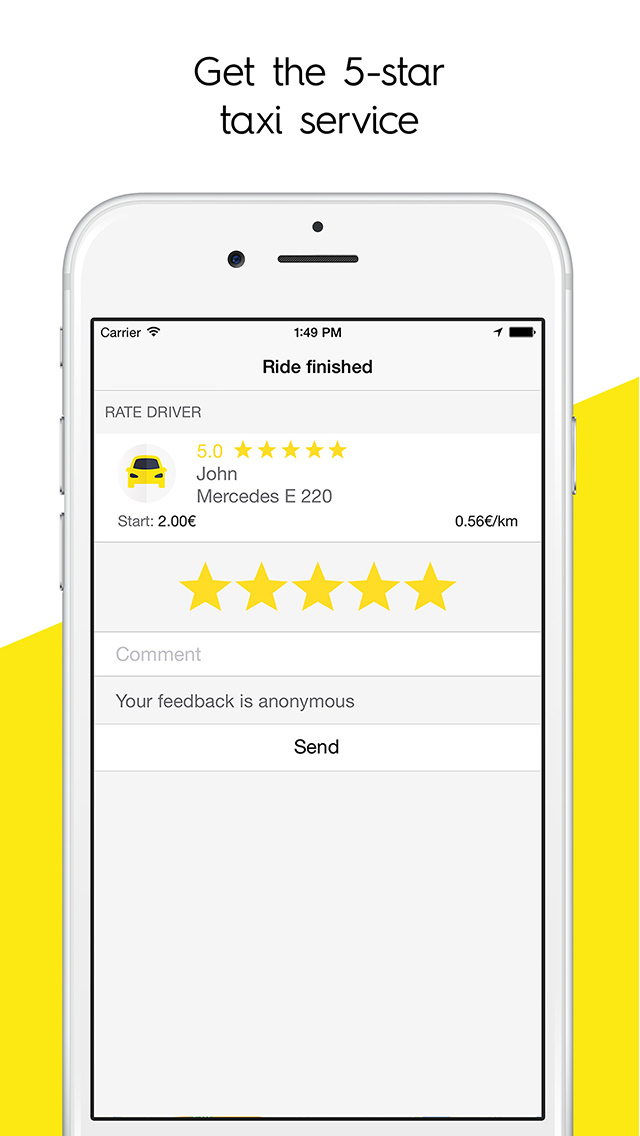 Get the 5-star
taxi service
Carrier 1:49 PM
Ride finished
RATE DRIVER
5.0
John
Mercedes E 220
Start: 2.00€ 0.56€/km
Comment
Your feedback is anonymous
Send